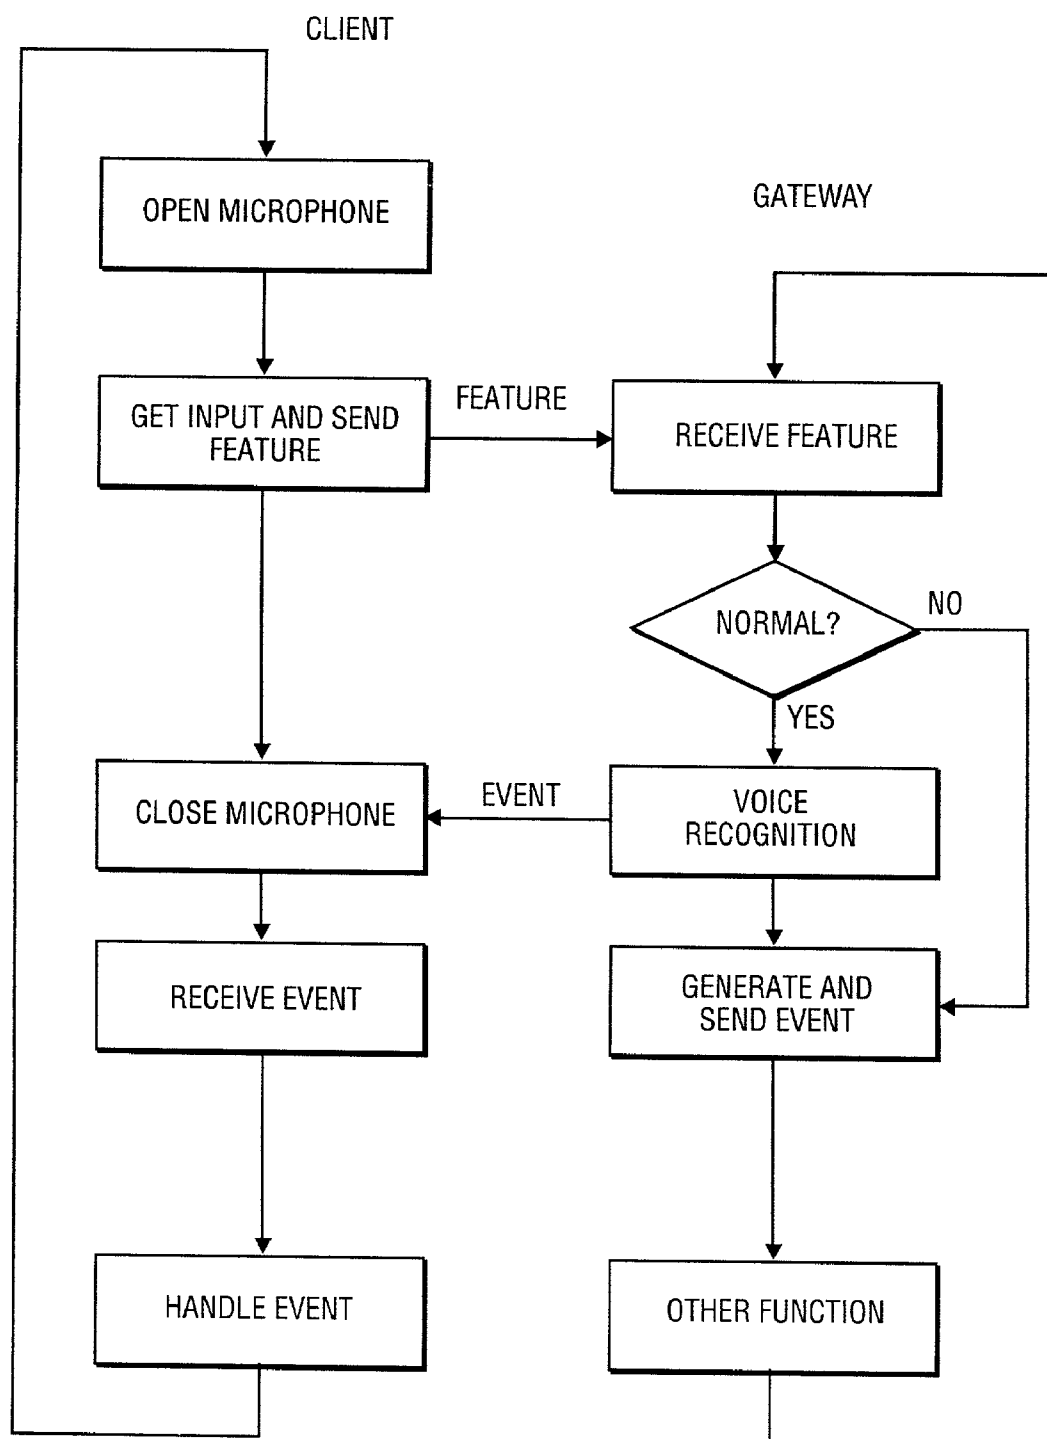 CLIENT
OPEN MICROPHONE
GATEWAY
GET INPUT AND SEND
FEATURE
FEATURE
RECEIVE FEATURE
NORMAL?
NO
YES
CLOSE MICROPHONE
EVENT
VOICE
RECOGNITION
RECEIVE EVENT
GENERATE AND
SEND EVENT
HANDLE EVENT
OTHER FUNCTION